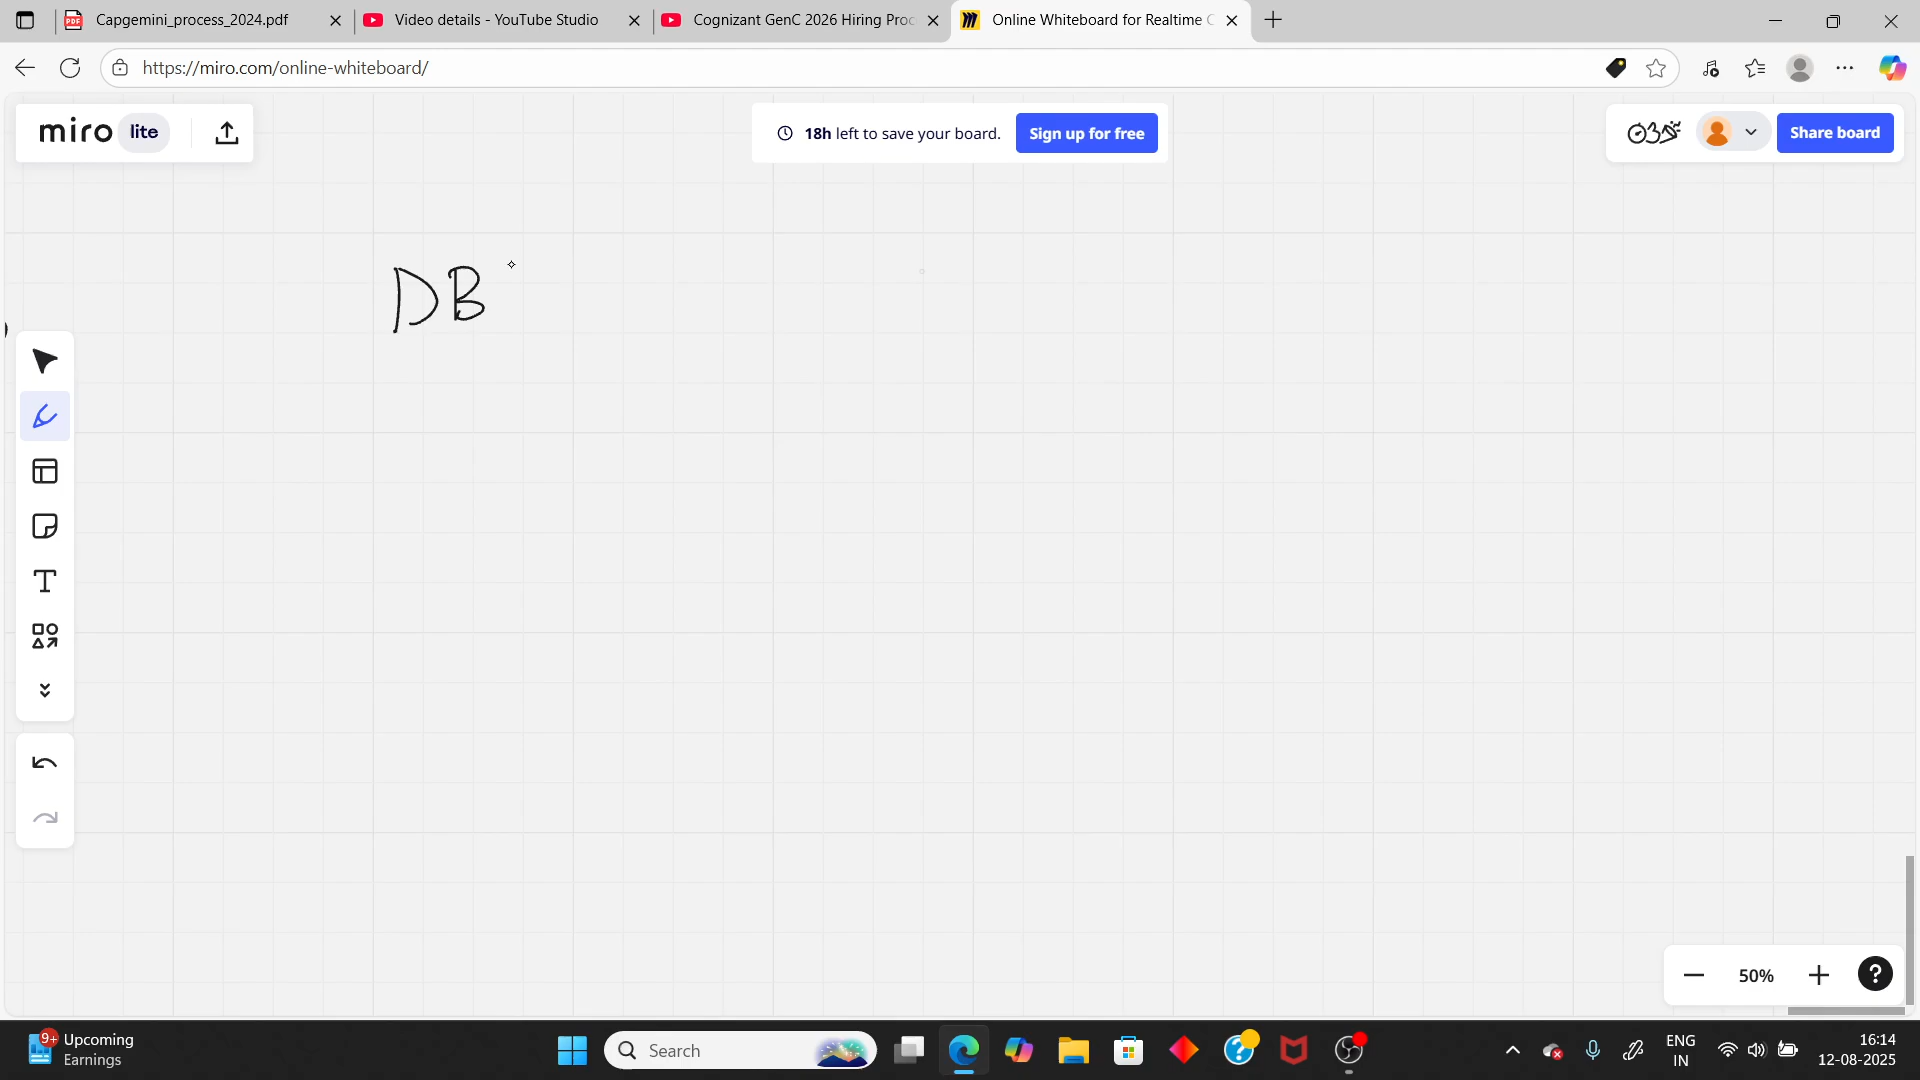 Capgemini_process_2024.pdf
Video details - YouTube Studio
Cognizant GenC 2026 Hiring Proc
Online Whiteboard for Realtime C
https://miro.com/online-whiteboard/
miro lite
18h left to save your board.
Sign up for free
Share board
DB
50%
?
9+
Upcoming
Earnings
Search
ENG
IN
16:14
12-08-2025